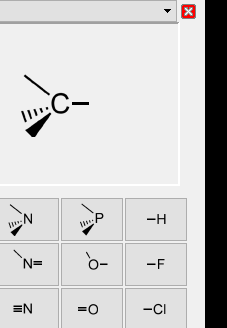 C–
N P –H
N= O– –F
≡N =O –Cl